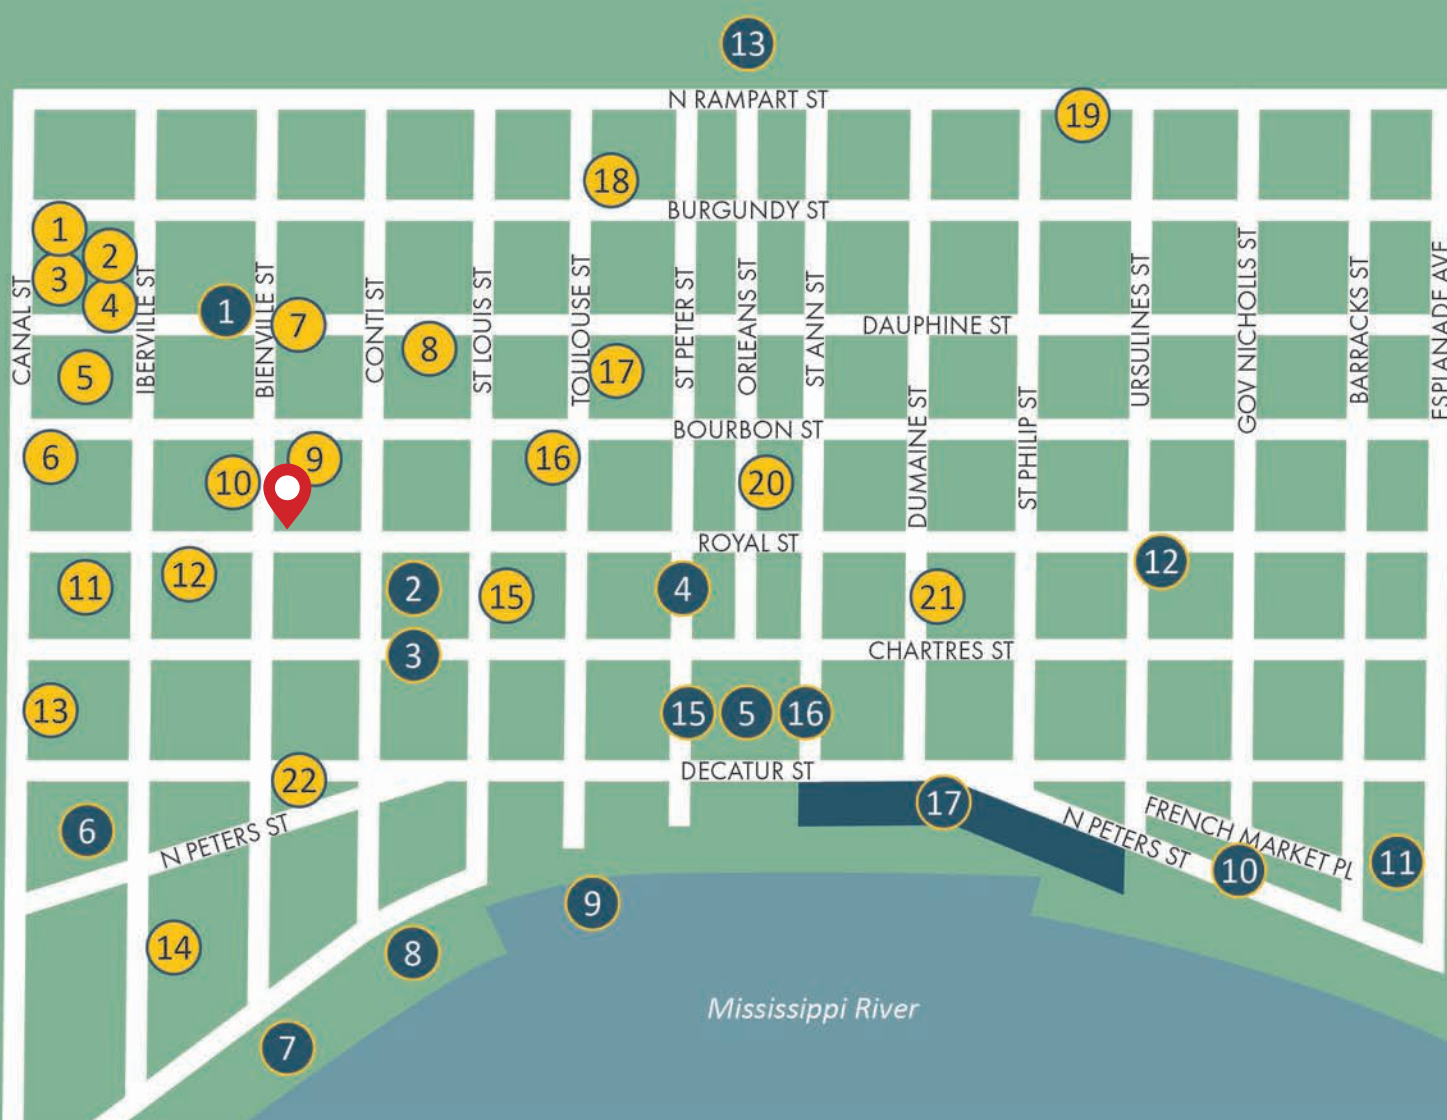 13
N RAMPART ST
19
18
BURGUNDY ST
1
2
3
4
CANAL ST
IBERVILLE ST
1
BIENVILLE ST
7
CONTI ST
8
ST LOUIS ST
TOULOUSE ST
17
ST PETER ST
ORLEANS ST
ST ANN ST
DAUPHINE ST
DUMAINE ST
ST PHILIP ST
URSULINES ST
GOV NICHOLLS ST
BARRACKS ST
ESPLANADE AVE
5
BOURBON ST
6
10
9
16
20
ROYAL ST
11
12
2
15
4
21
12
3
CHARTRES ST
13
15
5
16
22
DECATUR ST
17
6
N PETERS ST
N PETERS ST
FRENCH MARKET PL
10
11
14
8
9
7
Mississippi River